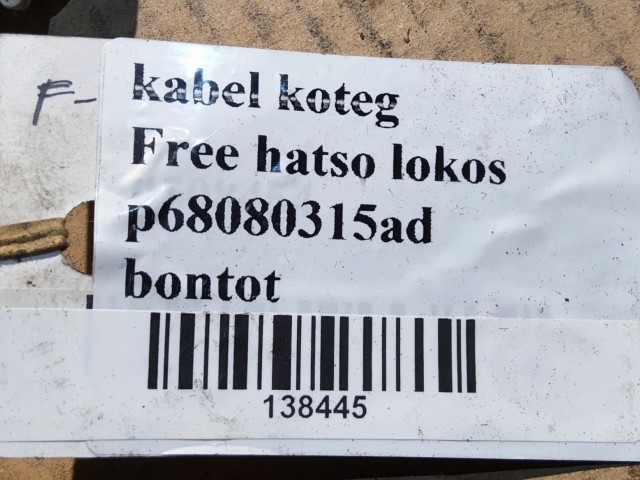 F-
kabel koteg
Free hatso lokos
p68080315ad
bontot
138445